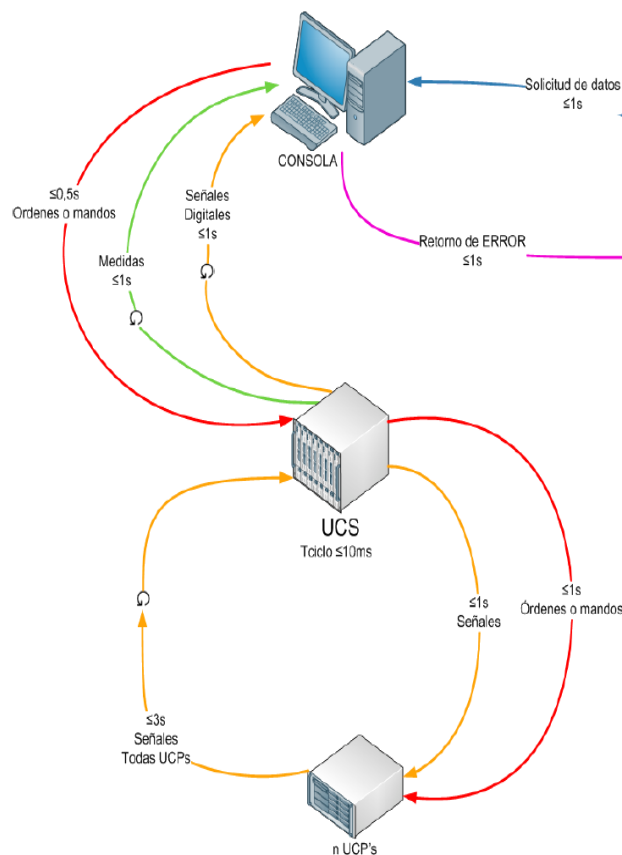 Solicitud de datos
≤1s
CONSOLA
≤0,5s
Ordenes o mandos
Señales
Digitales
≤1s
Retorno de ERROR
≤1s
Medidas
≤1s
UCS
Tciclo ≤10ms
≤1s
Órdenes o mandos
≤1s
Señales
≤3s
Señales
Todas UCPs
n UCP's